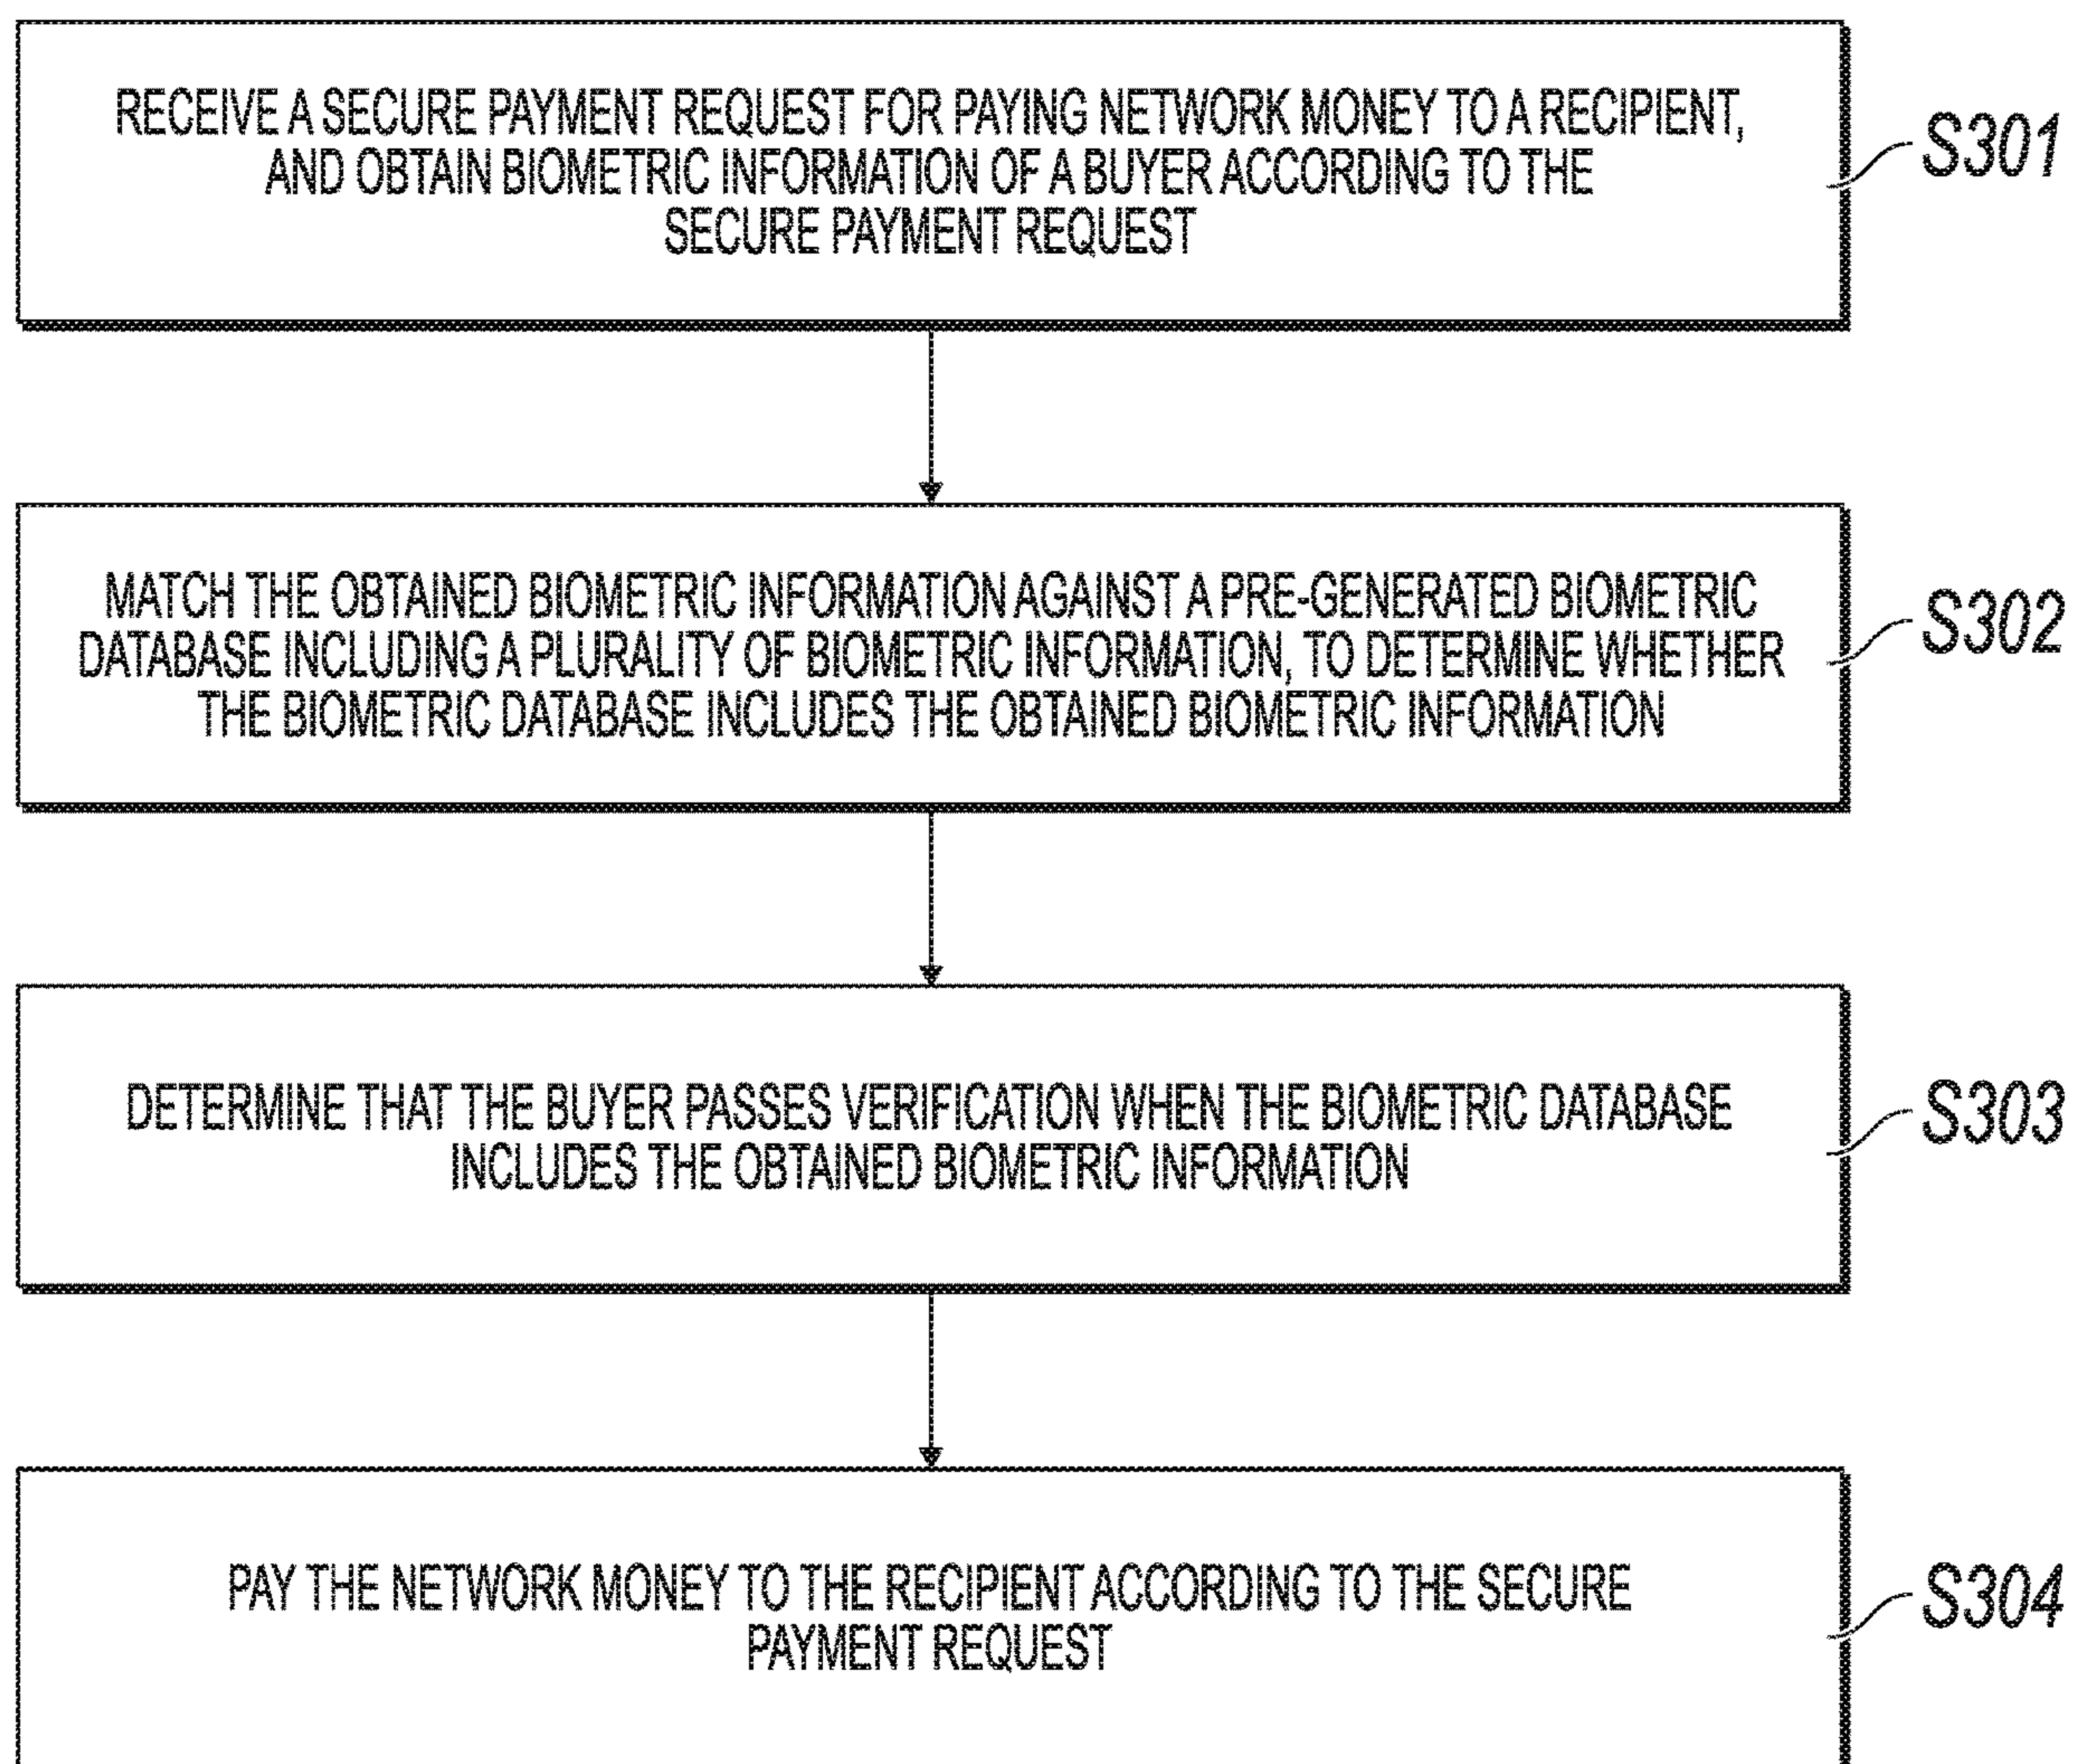 RECEIVE A SECURE PAYMENT REQUEST FOR PAYING NETWORK MONEY TO A RECIPIENT,
AND OBTAIN BIOMETRIC INFORMATION OF A BUYER ACCORDING TO THE
SECURE PAYMENT REQUEST
S301
MATCH THE OBTAINED BIOMETRIC INFORMATION AGAINST A PRE-GENERATED BIOMETRIC
DATABASE INCLUDING A PLURALITY OF BIOMETRIC INFORMATION, TO DETERMINE WHETHER
THE BIOMETRIC DATABASE INCLUDES THE OBTAINED BIOMETRIC INFORMATION
S302
DETERMINE THAT THE BUYER PASSES VERIFICATION WHEN THE BIOMETRIC DATABASE
INCLUDES THE OBTAINED BIOMETRIC INFORMATION
S303
PAY THE NETWORK MONEY TO THE RECIPIENT ACCORDING TO THE SECURE
PAYMENT REQUEST
S304